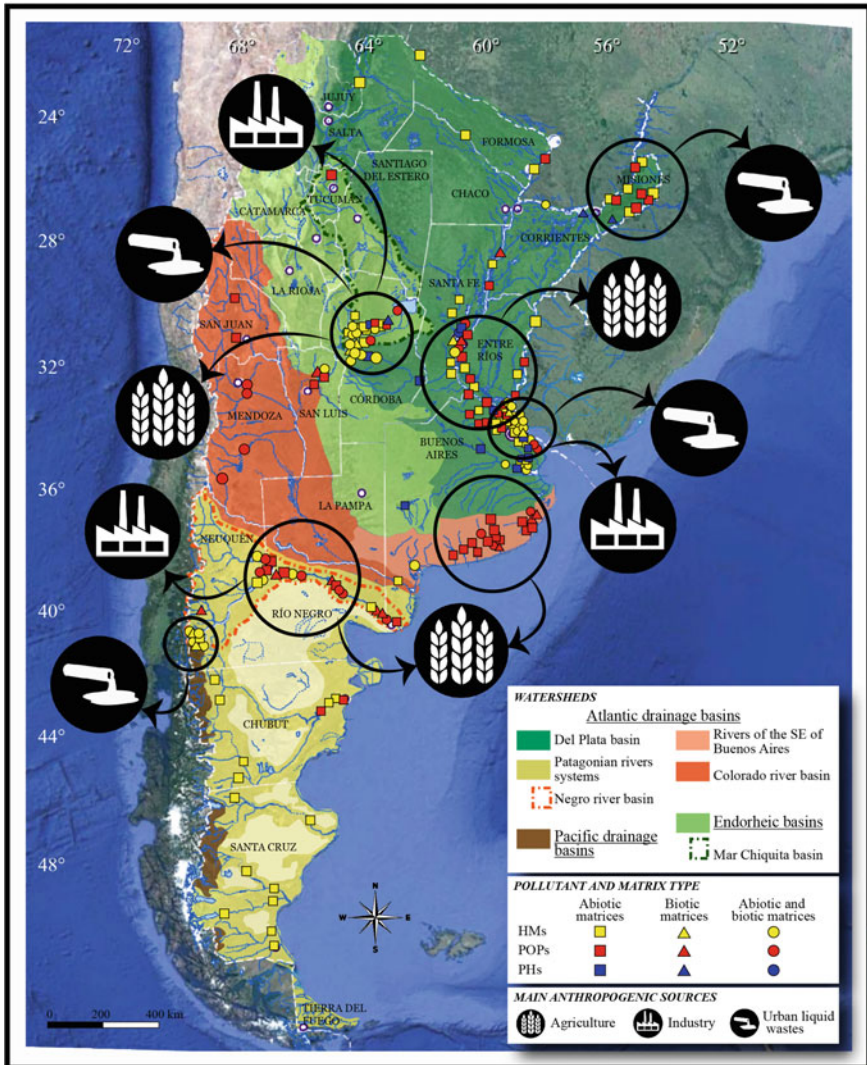 72°
68°
64°
60°
56°
52°
24°
JUJUY
SALTA
FORMOSA
SANTIAGO
DEL ESTERO
MISIONES
TUCUMÁN
CHACO
CATAMARCA
CORRIENTES
28°
LA RIOJA
SANTA FE
SAN JUAN
ENTRE
RÍOS
32°
CÓRDOBA
MENDOZA
SAN LUIS
BUENOS
AIRES
36°
LA PAMPA
NEUQUÉN
40°
RÍO NEGRO
CHUBUT
44°
SANTA CRUZ
48°
N
W
E
S
TIERRA DEL
FUEGO
0
200
400 km
WATERSHEDS
Atlantic drainage basins
Del Plata basin
Rivers of the SE of
Buenos Aires
Patagonian rivers
systems
Colorado river basin
Negro river basin
Endorheic basins
Pacific drainage
basins
Mar Chiquita basin
POLLUTANT AND MATRIX TYPE
Abiotic
matrices
Biotic
matrices
Abiotic and
biotic matrices
HMs
POPs
PHs
MAIN ANTHROPOGENIC SOURCES
Agriculture
Industry
Urban liquid
wastes